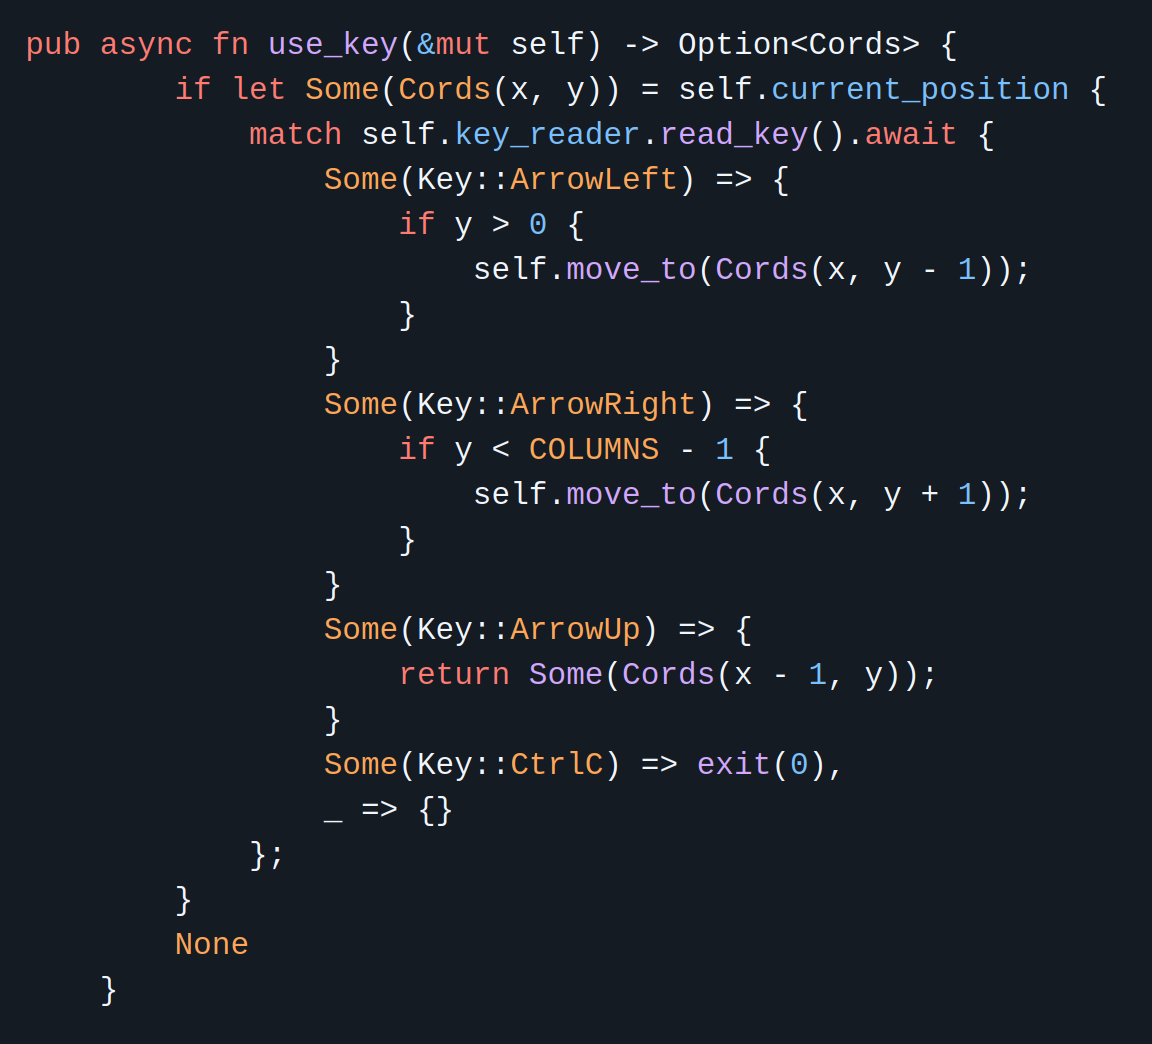 pub async fn use_key(&mut self) -> Option<Cords> {
        if let Some(Cords(x, y)) = self.current_position {
            match self.key_reader.read_key().await {
                Some(Key::ArrowLeft) => {
                    if y > 0 {
                        self.move_to(Cords(x, y - 1));
                    }
                }
                Some(Key::ArrowRight) => {
                    if y < COLUMNS - 1 {
                        self.move_to(Cords(x, y + 1));
                    }
                }
                Some(Key::ArrowUp) => {
                    return Some(Cords(x - 1, y));
                }
                Some(Key::CtrlC) => exit(0),
                _ => {}
            };
        }
        None
    }